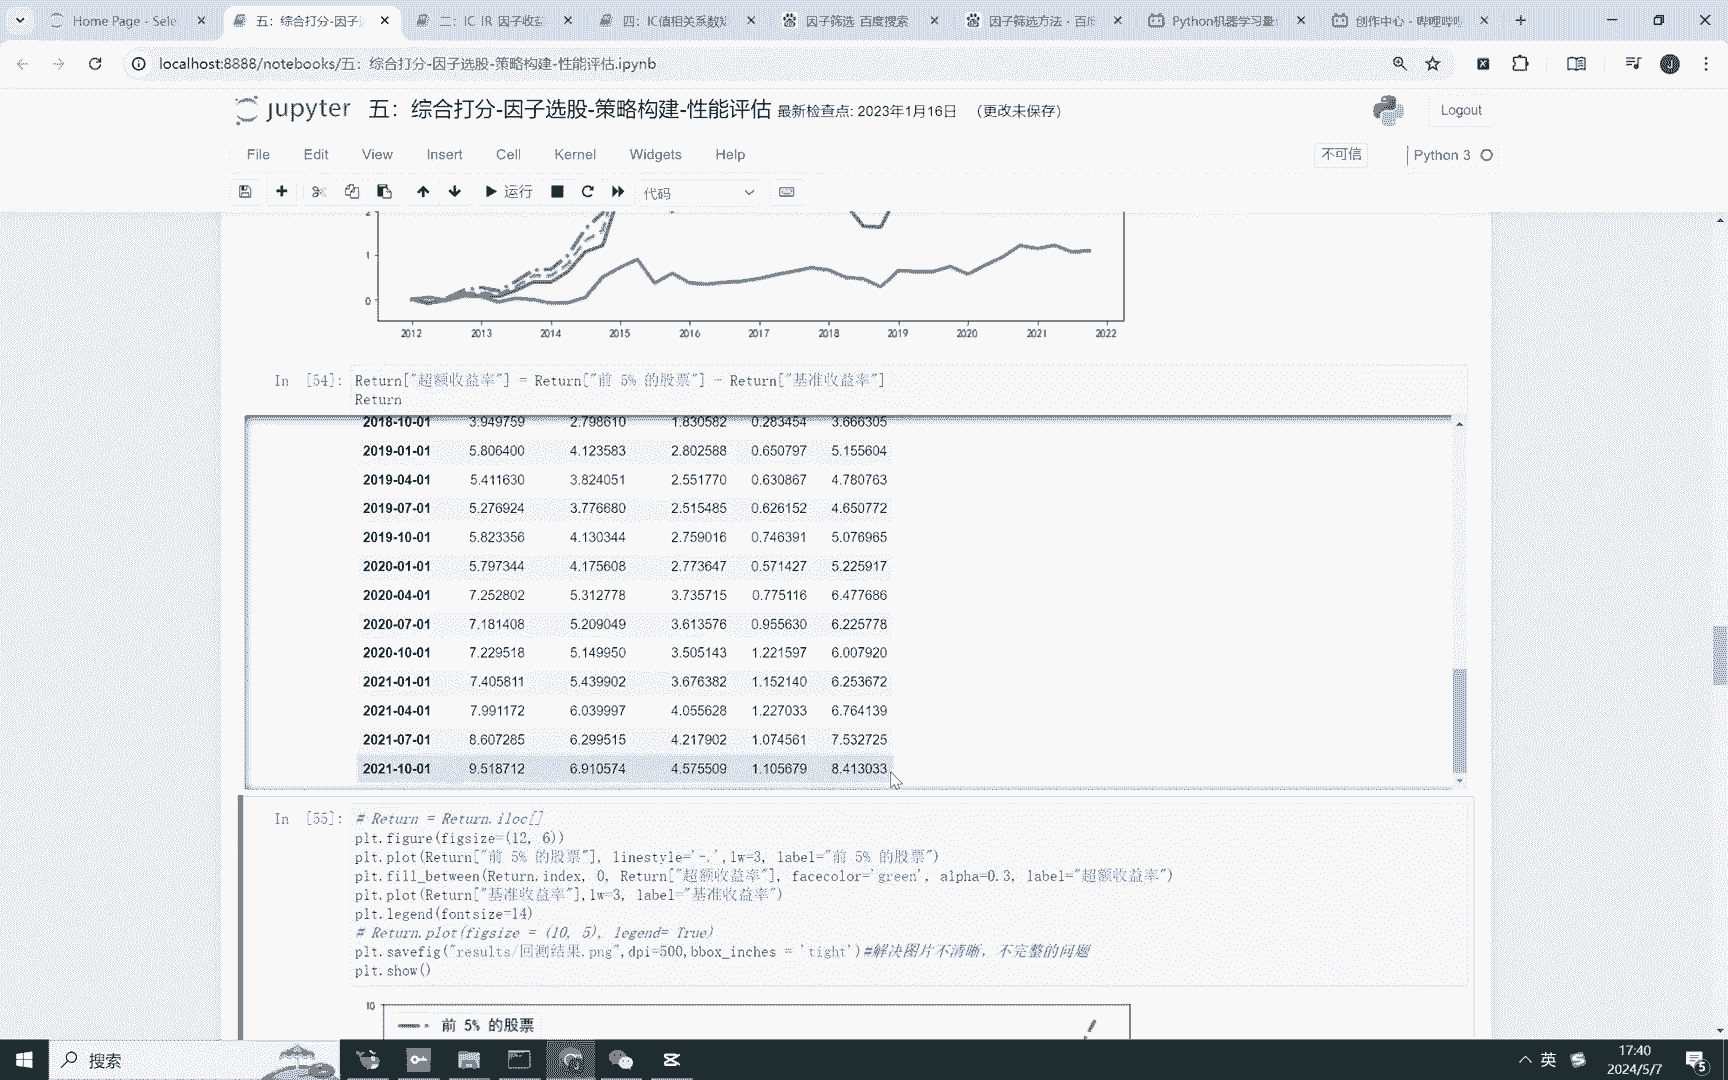 Home Page - Sele
五：综合打分-因子
二：IC IR 因子收益
四：IC值相关系数矩
因子筛选_百度搜索
因子筛选方法 - 百度
Python机器学习量化
创作中心 - 哔哩哔哩
localhost:8888/notebooks/五：综合打分-因子选股-策略构建-性能评估.ipynb
jupyter 五：综合打分-因子选股-策略构建-性能评估 最新检查点: 2023年1月16日 （更改未保存）
Logout
File Edit View Insert Cell Kernel Widgets Help
不可信 Python 3
运行 代码
2
1
0
2012 2013 2014 2015 2016 2017 2018 2019 2020 2021 2022
In [54]: Return["超额收益率"] = Return["前 5% 的股票"] - Return["基准收益率"]
Return
2018-10-01 3.949759 2.798610 1.830582 0.283454 3.666305
2019-01-01 5.806400 4.123583 2.802588 0.650797 5.155604
2019-04-01 5.411630 3.824051 2.551770 0.630867 4.780763
2019-07-01 5.276924 3.776680 2.515485 0.626152 4.650772
2019-10-01 5.823356 4.130344 2.759016 0.746391 5.076965
2020-01-01 5.797344 4.175608 2.773647 0.571427 5.225917
2020-04-01 7.252802 5.312778 3.735715 0.775116 6.477686
2020-07-01 7.181408 5.209049 3.613576 0.955630 6.225778
2020-10-01 7.229518 5.149950 3.505143 1.221597 6.007920
2021-01-01 7.405811 5.439902 3.676382 1.152140 6.253672
2021-04-01 7.991172 6.039997 4.055628 1.227033 6.764139
2021-07-01 8.607285 6.299515 4.217902 1.074561 7.532725
2021-10-01 9.518712 6.910574 4.575509 1.105679 8.413033
In [55]: # Return = Return.iloc[]
plt.figure(figsize=(12, 6))
plt.plot(Return["前 5% 的股票"], linestyle='-.',lw=3, label="前 5% 的股票")
plt.fill_between(Return.index, 0, Return["超额收益率"], facecolor='green', alpha=0.3, label="超额收益率")
plt.plot(Return["基准收益率"],lw=3, label="基准收益率")
plt.legend(fontsize=14)
# Return.plot(figsize = (10, 5), legend= True)
plt.savefig("results/回测结果.png",dpi=500,bbox_inches = 'tight')#解决图片不清晰，不完整的问题
plt.show()
10
前 5% 的股票
搜索
英
17:40
2024/5/7
5